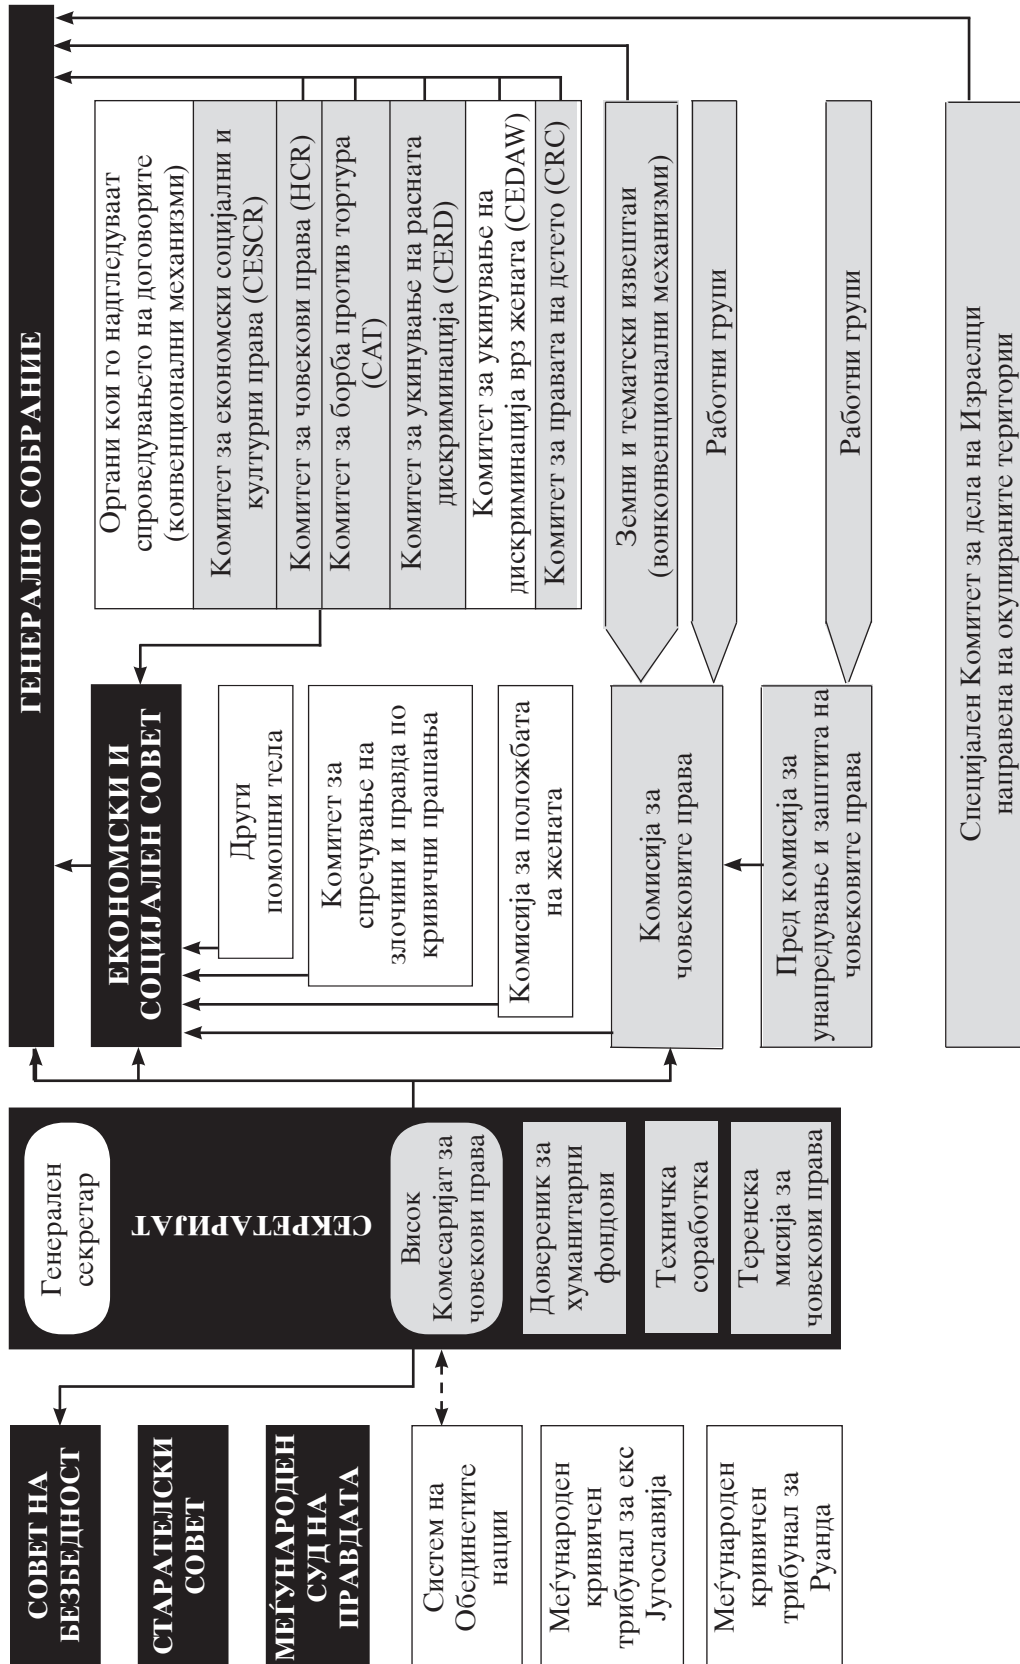 СОВЕТ НА
БЕЗБЕДНОСТ
СТАРАТЕЛСКИ
СОВЕТ
МЕЃУНАРОДЕН
СУД НА
ПРАВДАТА
Систем на
Обединетите
нации
Меѓународен
кривичен
трибунал за екс
Југославија
Меѓународен
кривичен
трибунал за
Руанда
Генерален
секретар
СЕКРЕТАРИЈАТ
Висок
Комесаријат за
човекови права
Довереник за
хуманитарни
фондови
Техничка
соработка
Теренска
мисија за
човекови права
ГЕНЕРАЛНО СОБРАНИЕ
ЕКОНОМСКИ И
СОЦИЈАЛЕН СОВЕТ
Други
помошни тела
Комитет за
спречување на
злочини и правда по
кривични прашања
Комисија за положбата
на жената
Комисија за
човековите права
Пред комисија за
унапредување и заштита на
човековите права
Органи кои го надгледуваат
спроведувањето на договорите
(конвенционални механизми)
Комитет за економски социјални и
културни права (CESCR)
Комитет за човекови права (HCR)
Комитет за борба против тортура
(CAT)
Комитет за укинување на расната
дискриминација (CERD)
Комитет за укинување на
дискриминација врз жената (CEDAW)
Комитет за правата на детето (CRC)
Земни и тематски извештаи
(вонконвенционални механизми)
Работни групи
Работни групи
Специјален Комитет за дела на Израелци
направена на окупираните територии